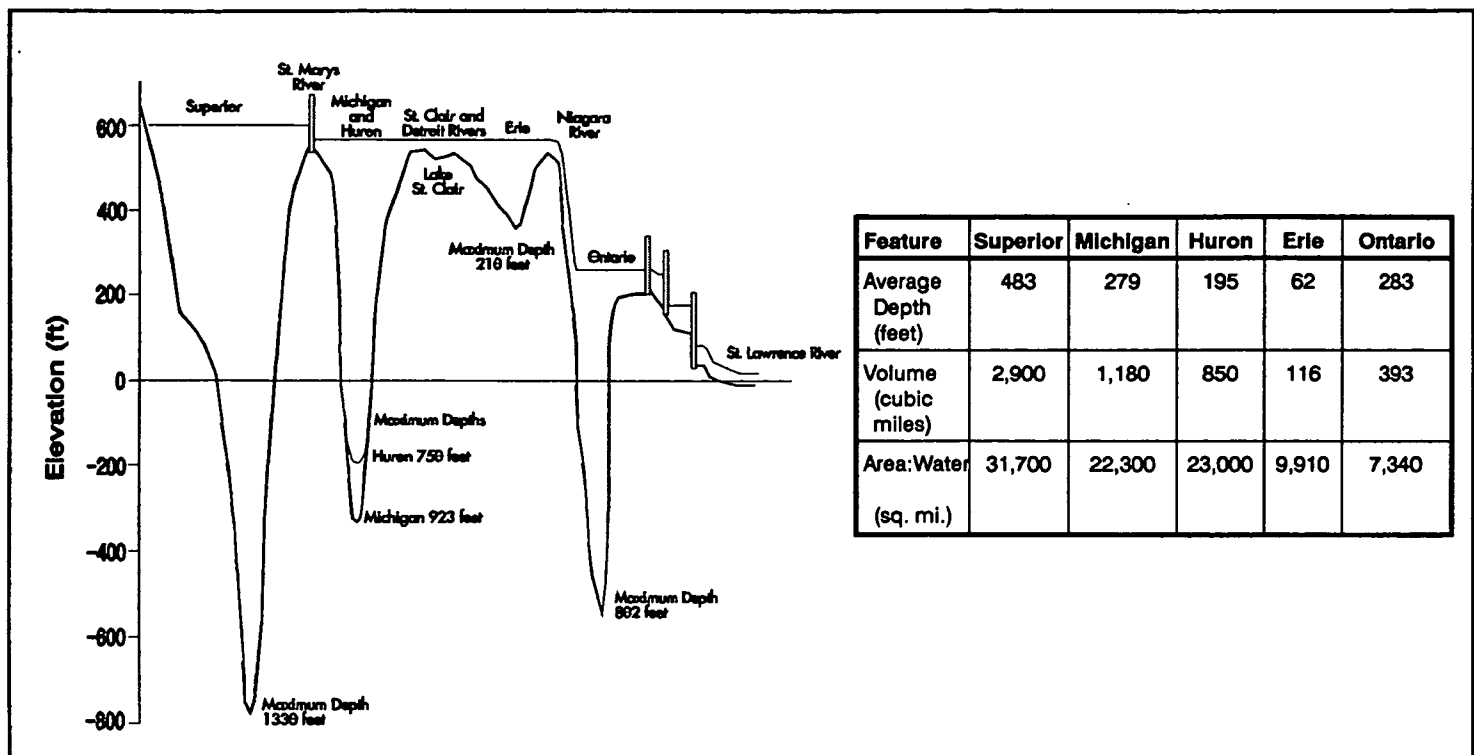 St. Marys
River
Superior
Michigan
and
Huron
St. Clair and
Detroit Rivers
Erie
Niagara
River
Lake
St. Clair
Maximum Depth
210 feet
Ontario
St. Lawrence River
Maximum Depths
Huron 750 feet
Michigan 923 feet
Maximum Depth
802 feet
Maximum Depth
1330 feet
Elevation (ft)
600
400
200
0
-200
-400
-600
-800
Feature Superior Michigan Huron Erie Ontario
Average 483 279 195 62 283
Depth
(feet)
Volume 2,900 1,180 850 116 393
(cubic
miles)
Area:Water 31,700 22,300 23,000 9,910 7,340
(sq. mi.)